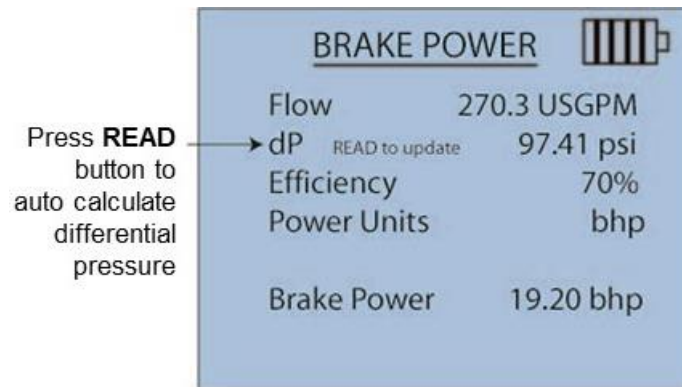 BRAKE POWER
Flow 270.3 USGPM
Press READ
button to
auto calculate
differential
pressure
dP READ to update 97.41 psi
Efficiency 70%
Power Units bhp
Brake Power 19.20 bhp